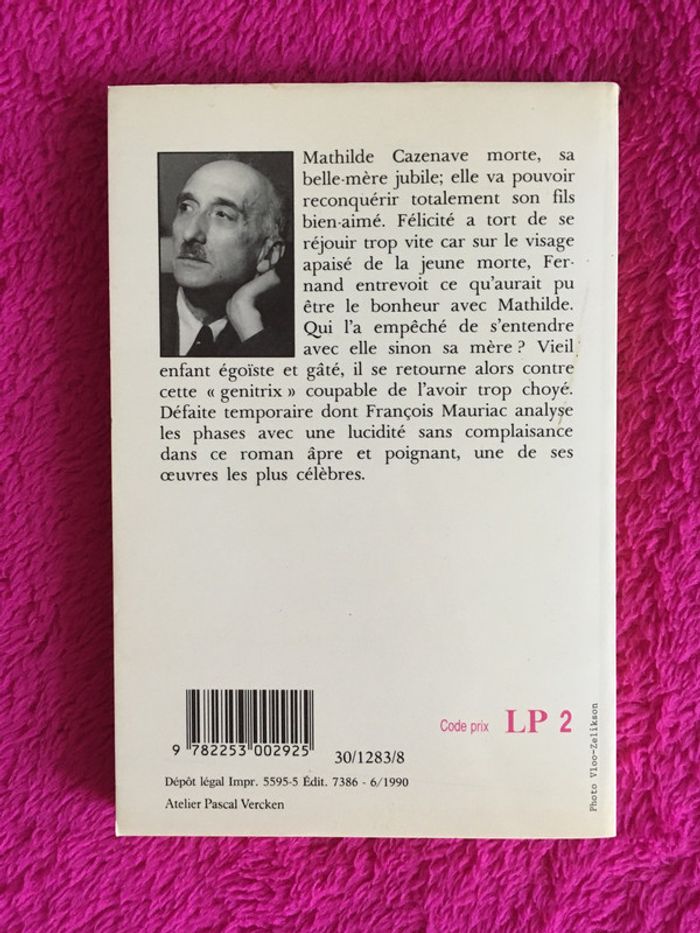 Mathilde Cazenave morte, sa
belle-mère jubile; elle va pouvoir
reconquérir totalement son fils
bien-aimé. Félicité a tort de se
réjouir trop vite car sur le visage
apaisé de la jeune morte, Fer-
nand entrevoit ce qu'aurait pu
être le bonheur avec Mathilde.
Qui l'a empêché de s'entendre
avec elle sinon sa mère ? Vieil
enfant égoïste et gâté, il se retourne alors contre
cette « genitrix » coupable de l'avoir trop choyé.
Défaite temporaire dont François Mauriac analyse
les phases avec une lucidité sans complaisance
dans ce roman âpre et poignant, une de ses
œuvres les plus célèbres.
Code prix LP 2
9 782253 002925
30/1283/8
Dépôt légal Impr. 5595-5 Édit. 7386 - 6/1990
Atelier Pascal Vercken
Photo Vloo-Zelikson